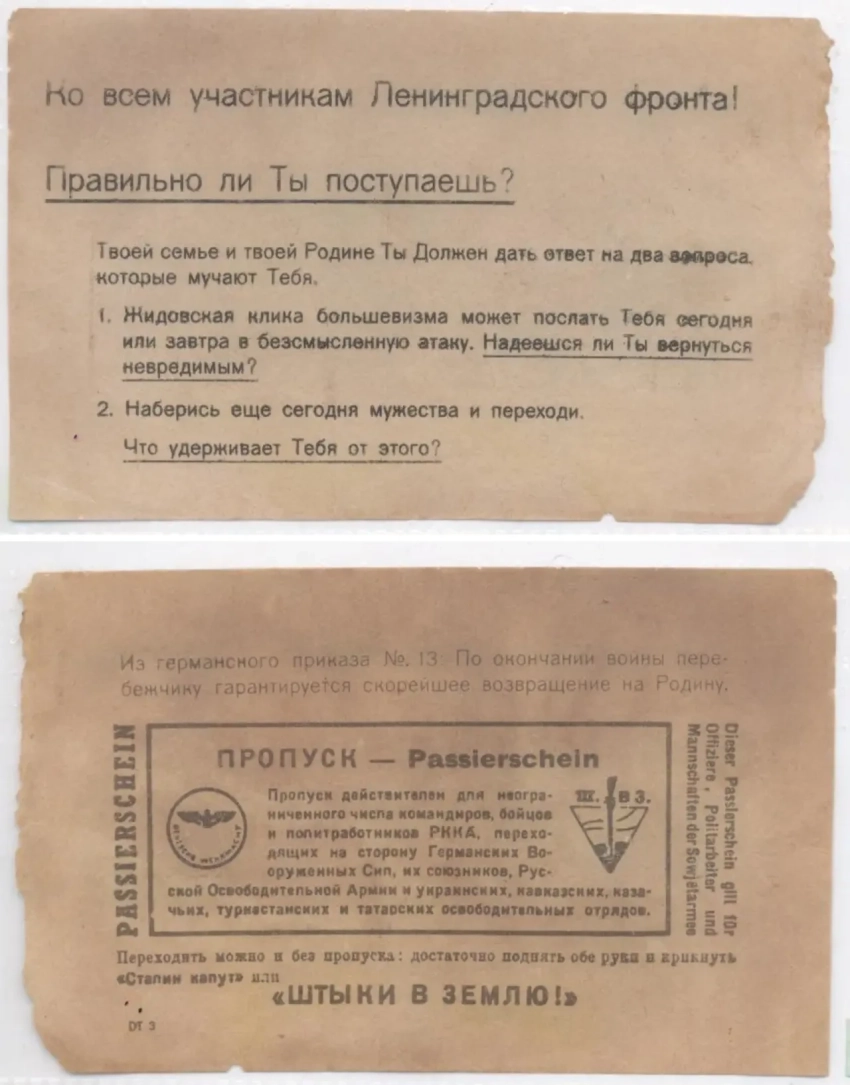 Ко всем участникам Ленинградского фронта!
Правильно ли Ты поступаешь?
Твоей семье и твоей Родине Ты Должен дать ответ на два вопроса,
которые мучают Тебя.
1. Жидовская клика большевизма может послать Тебя сегодня
или завтра в безсмысленную атаку. Надеешся ли Ты вернуться
невредимым?
2. Наберись еще сегодня мужества и переходи.
Что удерживает Тебя от этого?
Из германского приказа №. 13. По окончании войны пере-
бежчику гарантируется скорейшее возвращение на Родину.
PASSIERSCHEIN
ПРОПУСК — Passierschein
DEUTSCHE WEHRMACHT
Пропуск действителен для неогра-
ниченного числа командиров, бойцов
и политработников РККА, перехо-
дящих на сторону Германских Во-
оруженных Сил, их союзников, Рус-
ской Освободительной Армии и украинских, кавказских, каза-
чьих, туркестанских и татарских освободительных отрядов.
Ш. В З.
Dieser Passierschein gilt für
Offiziere, Politarbeiter und
Mannschaften der Sowjetarmee
Переходить можно и без пропуска: достаточно поднять обе руки и крикнуть
«Сталин капут» или
«ШТЫКИ В ЗЕМЛЮ!»
DT 3